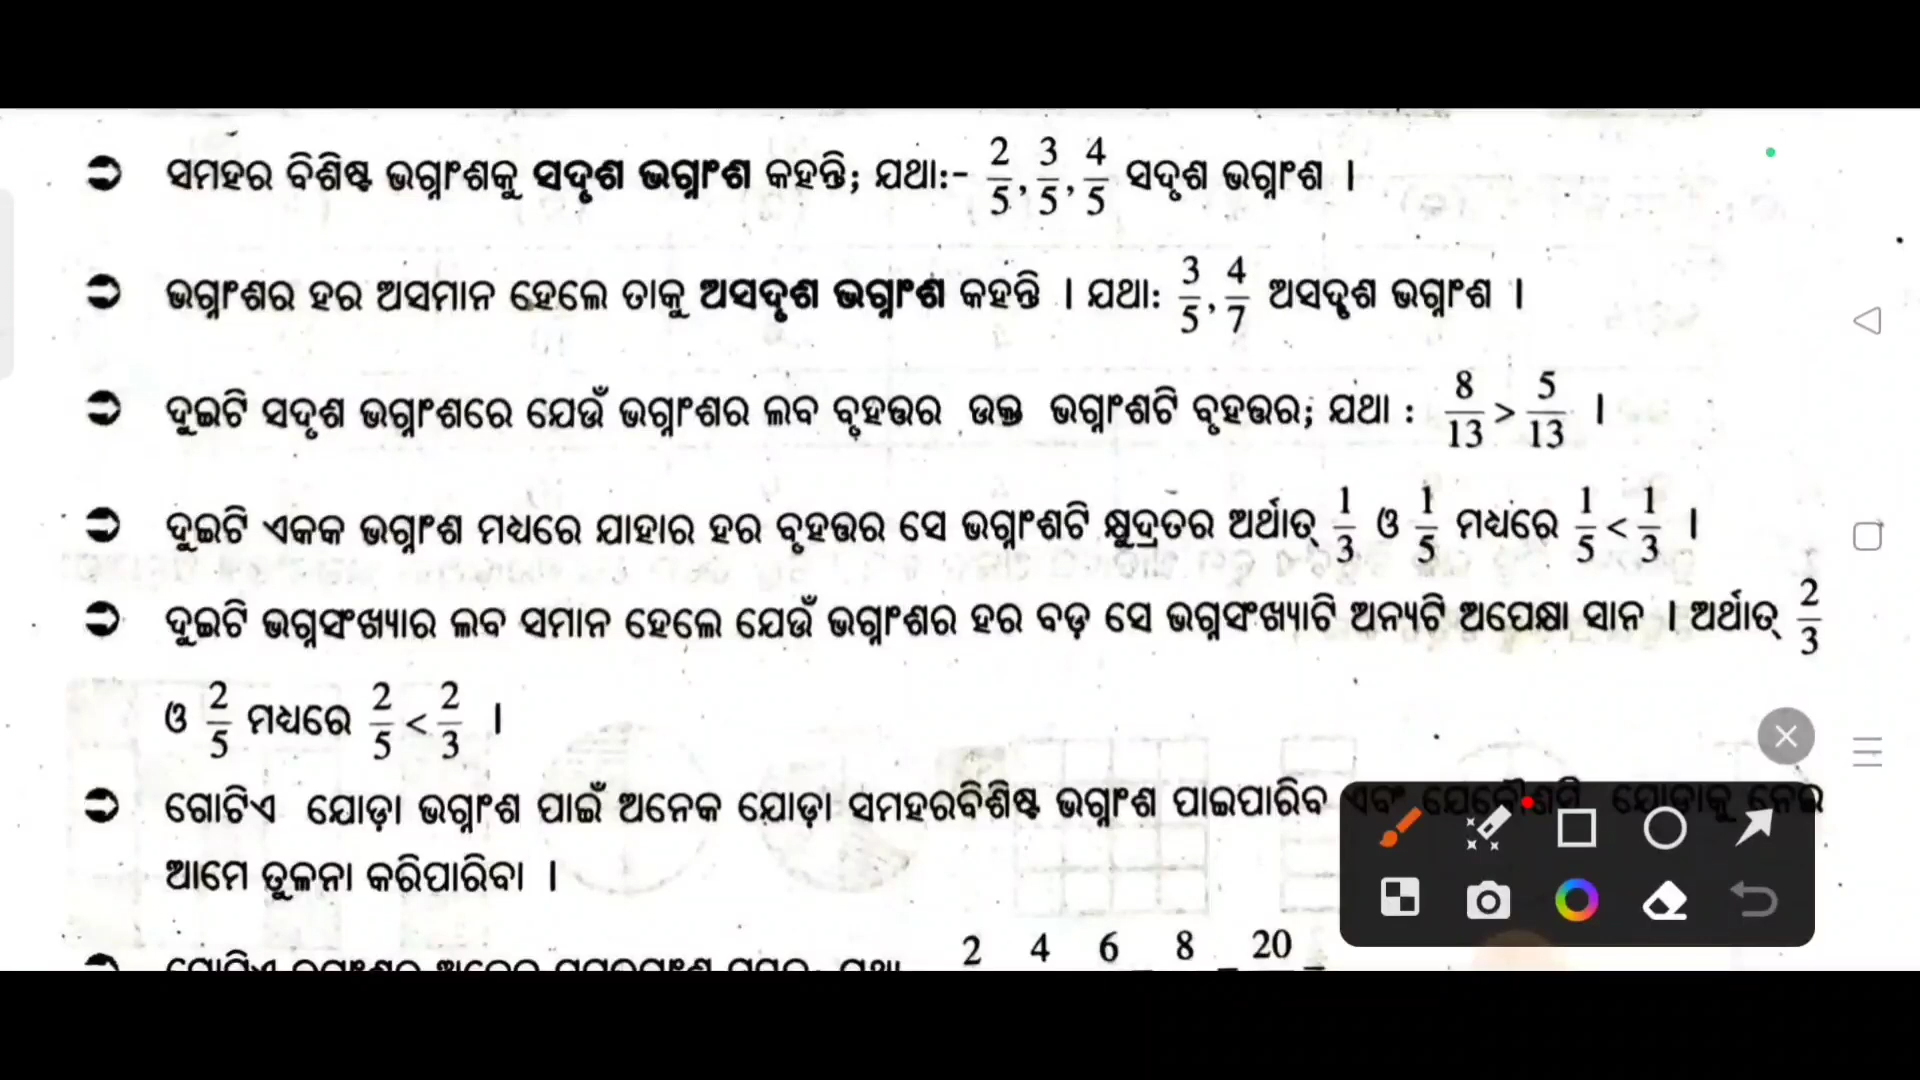 ସମହର ବିଶିଷ୍ଟ ଭଗ୍ନାଂଶକୁ ସଦୃଶ ଭଗ୍ନାଂଶ କହନ୍ତି; ଯଥା:- 2/5, 3/5, 4/5 ସଦୃଶ ଭଗ୍ନାଂଶ ।
ଭଗ୍ନାଂଶର ହର ଅସମାନ ହେଲେ ତାକୁ ଅସଦୃଶ ଭଗ୍ନାଂଶ କହନ୍ତି । ଯଥା: 3/5, 4/7 ଅସଦୃଶ ଭଗ୍ନାଂଶ ।
ଦୁଇଟି ସଦୃଶ ଭଗ୍ନାଂଶରେ ଯେଉଁ ଭଗ୍ନାଂଶର ଲବ ବୃହତ୍ତର ଉକ୍ତ ଭଗ୍ନାଂଶଟି ବୃହତ୍ତର; ଯଥା : 8/13 > 5/13 ।
ଦୁଇଟି ଏକକ ଭଗ୍ନାଂଶ ମଧ୍ୟରେ ଯାହାର ହର ବୃହତ୍ତର ସେ ଭଗ୍ନାଂଶଟି କ୍ଷୁଦ୍ରତର ଅର୍ଥାତ୍ 1/3 ଓ 1/5 ମଧ୍ୟରେ 1/5 < 1/3 ।
ଦୁଇଟି ଭଗ୍ନସଂଖ୍ୟାର ଲବ ସମାନ ହେଲେ ଯେଉଁ ଭଗ୍ନାଂଶର ହର ବଡ଼ ସେ ଭଗ୍ନସଂଖ୍ୟାଟି ଅନ୍ୟଟି ଅପେକ୍ଷା ସାନ । ଅର୍ଥାତ୍ 2/3
ଓ 2/5 ମଧ୍ୟରେ 2/5 < 2/3 ।
ଗୋଟିଏ ଯୋଡ଼ା ଭଗ୍ନାଂଶ ପାଇଁ ଅନେକ ଯୋଡ଼ା ସମହରବିଶିଷ୍ଟ ଭଗ୍ନାଂଶ ପାଇପାରିବ ଏବଂ ଯୋଡ଼ାକୁ ନେଇ
ଆମେ ତୁଳନା କରିପାରିବା ।
2 4 6 8 20